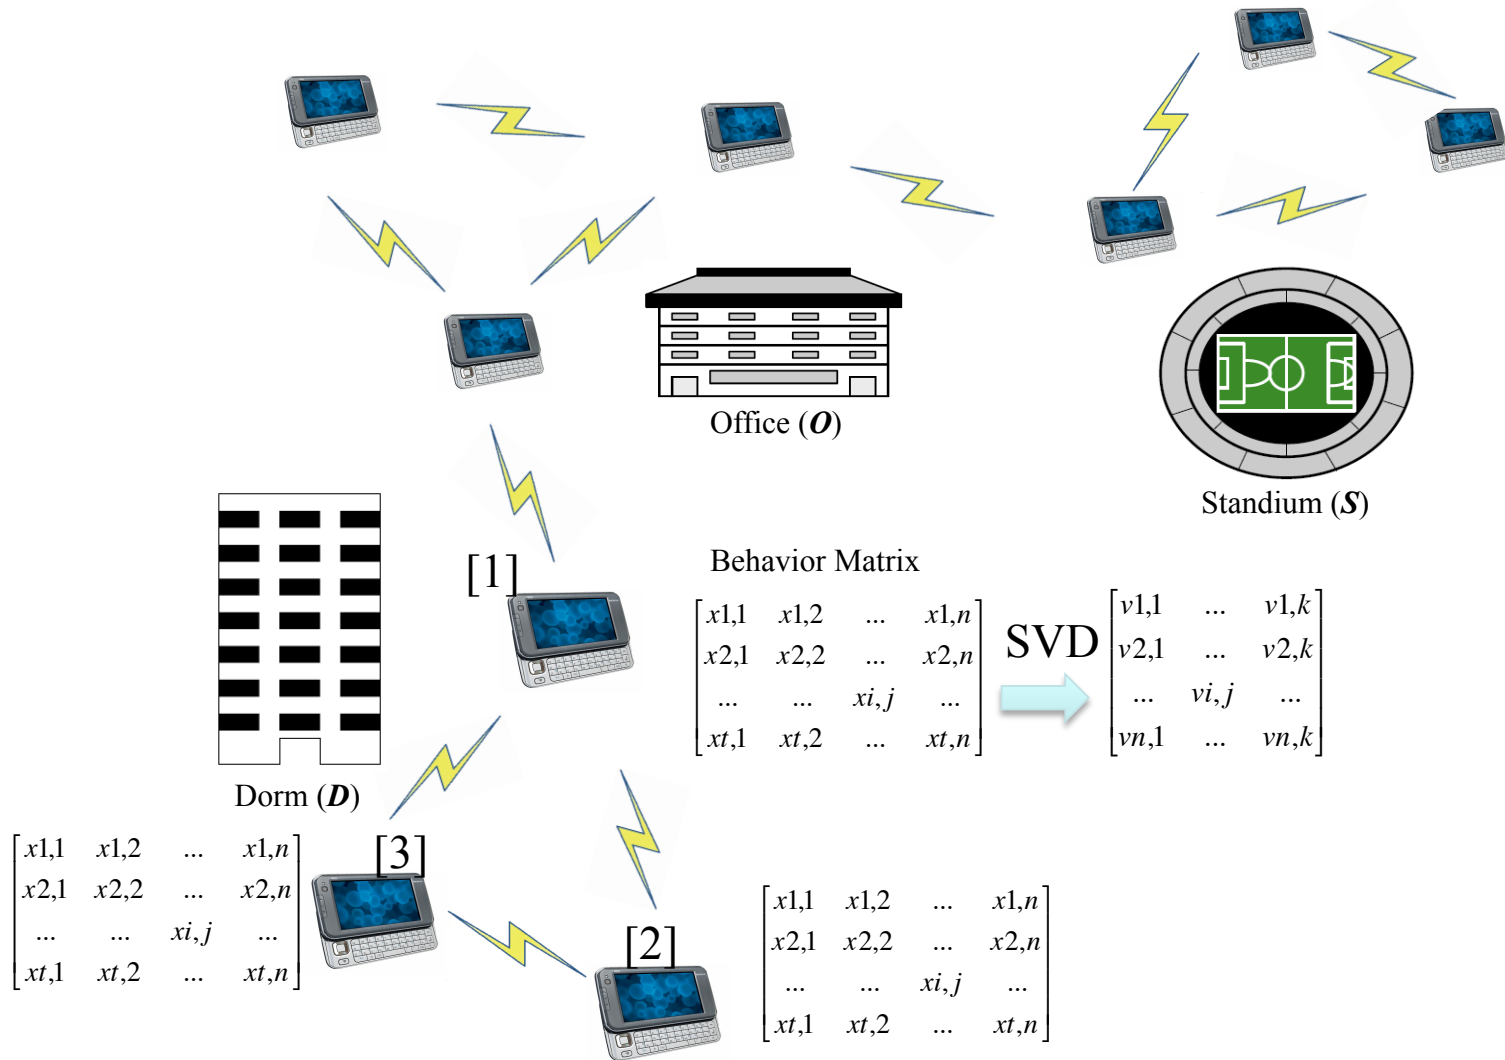 Office (O)
Standium (S)
[1]
Behavior Matrix
x1,1 x1,2 ... x1,n
x2,1 x2,2 ... x2,n
... ... xi,j ...
xt,1 xt,2 ... xt,n
SVD
v1,1 ... v1,k
v2,1 ... v2,k
... vi,j ...
vn,1 ... vn,k
Dorm (D)
x1,1 x1,2 ... x1,n
x2,1 x2,2 ... x2,n
... ... xi,j ...
xt,1 xt,2 ... xt,n
[3]
[2]
x1,1 x1,2 ... x1,n
x2,1 x2,2 ... x2,n
... ... xi,j ...
xt,1 xt,2 ... xt,n